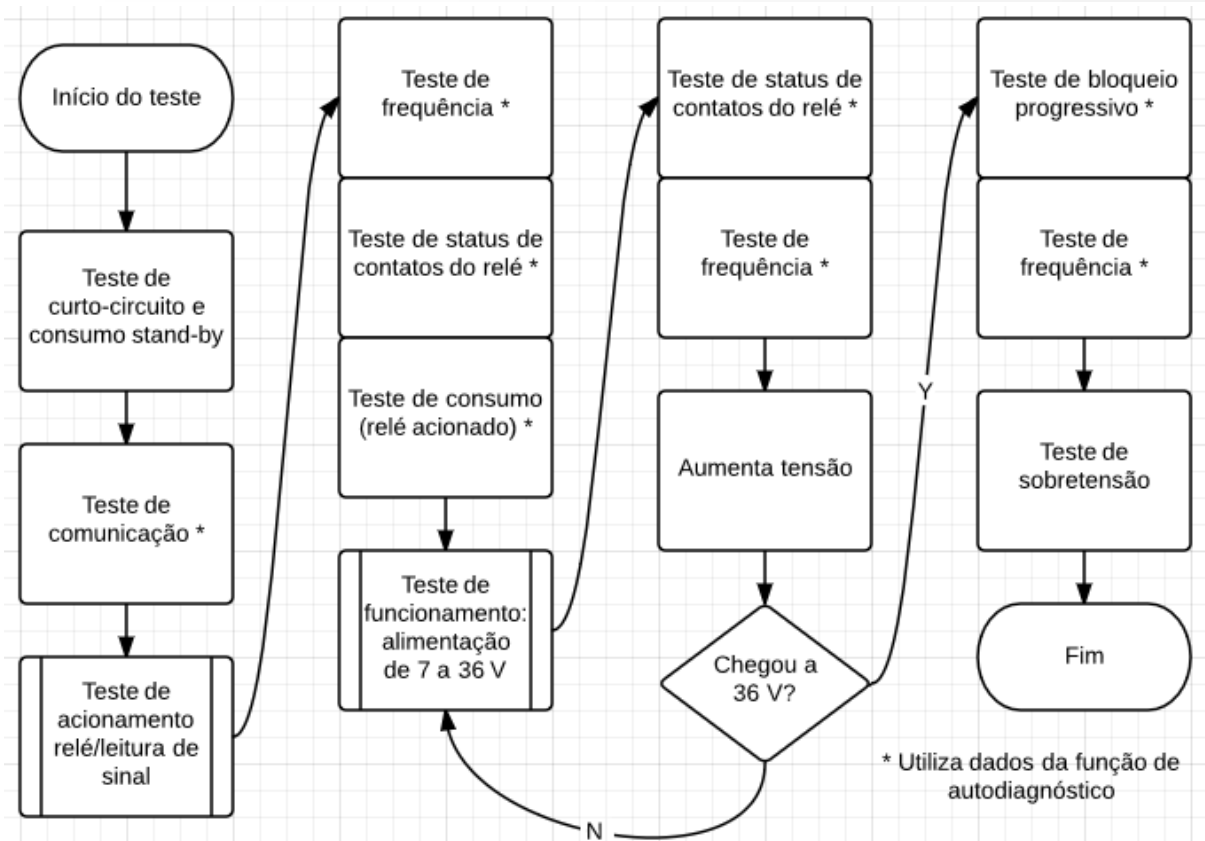 Início do teste
Teste de
curto-circuito e
consumo stand-by
Teste de
comunicação *
Teste de
acionamento
relé/leitura de
sinal
Teste de
frequência *
Teste de status de
contatos do relé *
Teste de consumo
(relé acionado) *
Teste de
funcionamento:
alimentação
de 7 a 36 V
Teste de status de
contatos do relé *
Teste de
frequência *
Aumenta tensão
Chegou a
36 V?
N
Y
Teste de bloqueio
progressivo *
Teste de
frequência *
Teste de
sobretensão
Fim
* Utiliza dados da função de
autodiagnóstico